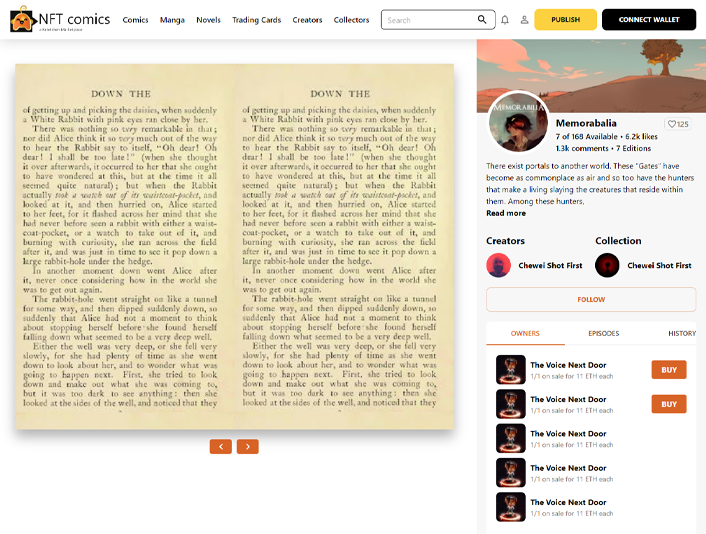 NFT comics
Comics
Manga
Novels
Trading Cards
Creators
Collectors
Search
PUBLISH
CONNECT WALLET
DOWN THE
of getting up and picking the daisies, when suddenly
a White Rabbit with pink eyes ran close by her.
There was nothing so very remarkable in that;
nor did Alice think it so very much out of the way
to hear the Rabbit say to itself, "Oh dear! Oh
dear! I shall be too late!" (when she thought
it over afterwards, it occurred to her that she ought
to have wondered at this, but at the time it all
seemed quite natural); but when the Rabbit
actually took a watch out of its waistcoat-pocket, and
looked at it, and then hurried on, Alice started
to her feet, for it flashed across her mind that she
had never before seen a rabbit with either a waist-
coat-pocket, or a watch to take out of it, and
burning with curiosity, she ran across the field
after it, and was just in time to see it pop down a
large rabbit-hole under the hedge.
In another moment down went Alice after
it, never once considering how in the world she
was to get out again.
The rabbit-hole went straight on like a tunnel
for some way, and then dipped suddenly down, so
suddenly that Alice had not a moment to think
about stopping herself before she found herself
falling down what seemed to be a very deep well.
Either the well was very deep, or she fell very
slowly, for she had plenty of time as she went
down to look about her, and to wonder what was
going to happen next. First, she tried to look
down and make out what she was coming to,
but it was too dark to see anything: then she
looked at the sides of the well, and noticed that they
DOWN THE
of getting up and picking the daisies, when suddenly
a White Rabbit with pink eyes ran close by her.
There was nothing so very remarkable in that;
nor did Alice think it so very much out of the way
to hear the Rabbit say to itself, "Oh dear! Oh
dear! I shall be too late!" (when she thought
it over afterwards, it occurred to her that she ought
to have wondered at this, but at the time it all
seemed quite natural); but when the Rabbit
actually took a watch out of its waistcoat-pocket, and
looked at it, and then hurried on, Alice started
to her feet, for it flashed across her mind that she
had never before seen a rabbit with either a waist-
coat-pocket, or a watch to take out of it, and
burning with curiosity, she ran across the field
after it, and was just in time to see it pop down a
large rabbit-hole under the hedge.
In another moment down went Alice after
it, never once considering how in the world she
was to get out again.
The rabbit-hole went straight on like a tunnel
for some way, and then dipped suddenly down, so
suddenly that Alice had not a moment to think
about stopping herself before she found herself
falling down what seemed to be a very deep well.
Either the well was very deep, or she fell very
slowly, for she had plenty of time as she went
down to look about her, and to wonder what was
going to happen next. First, she tried to look
down and make out what she was coming to,
but it was too dark to see anything: then she
looked at the sides of the well, and noticed that they
MEMORABILIA
Memorabalia
125
7 of 168 Available • 6.2k likes
1.3k comments • 7 Editions
There exist portals to another world. These "Gates" have
become as commonplace as air and so too have the hunters
that make a living slaying the creatures that reside within
them. Among these hunters,
Read more
Creators
Collection
Chewei Shot First
Chewei Shot First
FOLLOW
OWNERS
EPISODES
HISTORY
The Voice Next Door
1/1 on sale for 11 ETH each
BUY
The Voice Next Door
1/1 on sale for 11 ETH each
BUY
The Voice Next Door
1/1 on sale for 11 ETH each
The Voice Next Door
1/1 on sale for 11 ETH each
The Voice Next Door
1/1 on sale for 11 ETH each